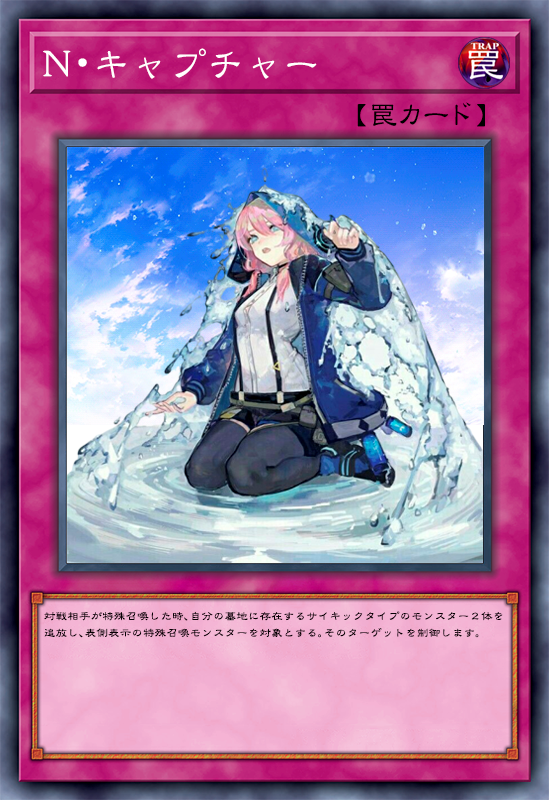 N・キャプチャー
TRAP
罠
【罠カード】
対戦相手が特殊召喚した時、自分の墓地に存在するサイキックタイプのモンスター２体を
追放し、表側表示の特殊召喚モンスターを対象とする。そのターゲットを制御します。